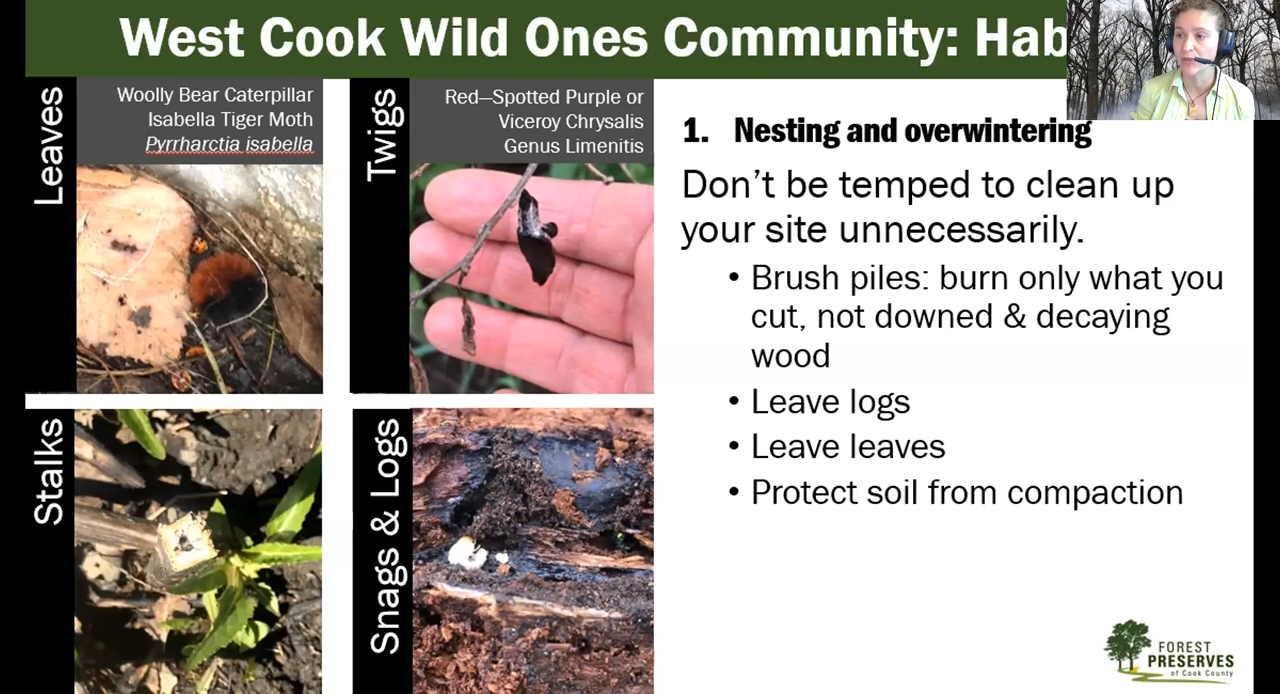 West Cook Wild Ones Community: Hab
Leaves
Woolly Bear Caterpillar
Isabella Tiger Moth
Pyrrharctia isabella
Twigs
Red—Spotted Purple or
Viceroy Chrysalis
Genus Limenitis
Stalks
Snags & Logs
1. Nesting and overwintering
Don't be temped to clean up
your site unnecessarily.
• Brush piles: burn only what you
cut, not downed & decaying
wood
• Leave logs
• Leave leaves
• Protect soil from compaction
FOREST
PRESERVES
of Cook County